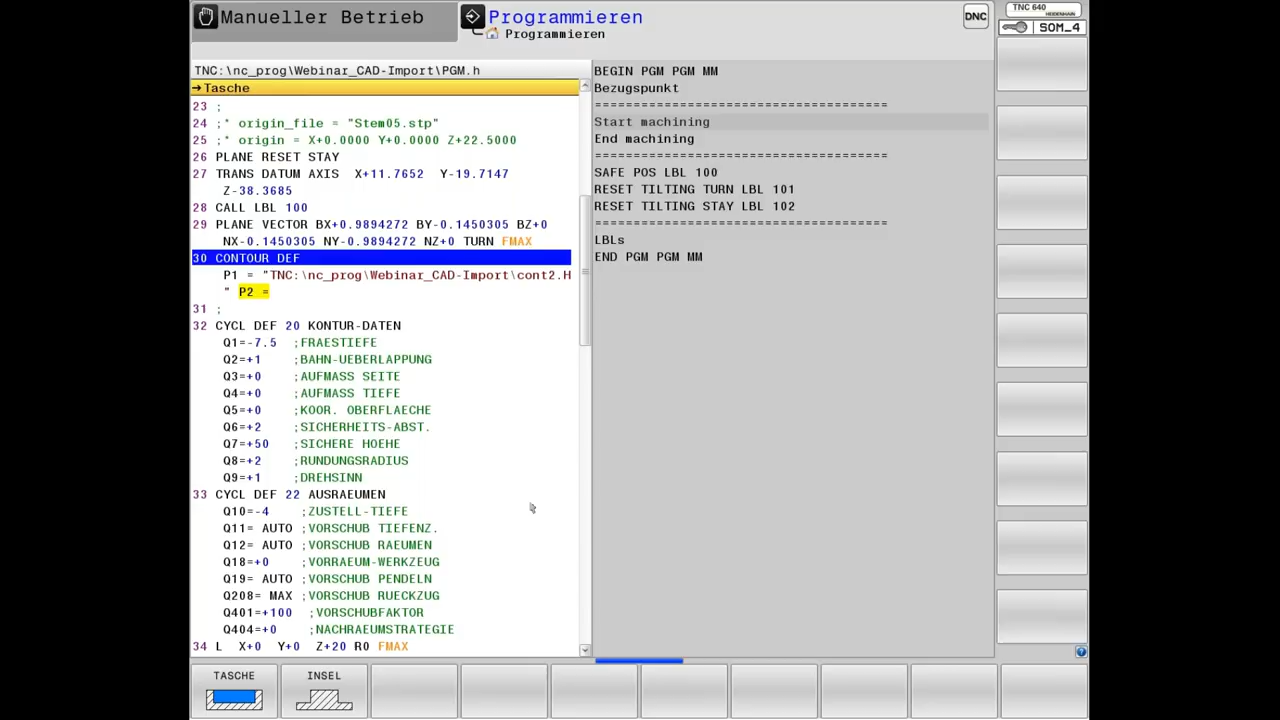 Manueller Betrieb
Programmieren
Programmieren
DNC
TNC 640
HEIDENHAIN
SOM_4
TNC:\nc_prog\Webinar_CAD-Import\PGM.h
→Tasche
23 ;
24 ;* origin_file = "Stem05.stp"
25 ;* origin = X+0.0000 Y+0.0000 Z+22.5000
26 PLANE RESET STAY
27 TRANS DATUM AXIS X+11.7652 Y-19.7147
Z-38.3685
28 CALL LBL 100
29 PLANE VECTOR BX+0.9894272 BY-0.1450305 BZ+0
NX-0.1450305 NY-0.9894272 NZ+0 TURN FMAX
30 CONTOUR DEF
P1 = "TNC:\nc_prog\Webinar_CAD-Import\cont2.H
" P2 =
31 ;
32 CYCL DEF 20 KONTUR-DATEN
Q1=-7.5 ;FRAESTIEFE
Q2=+1 ;BAHN-UEBERLAPPUNG
Q3=+0 ;AUFMASS SEITE
Q4=+0 ;AUFMASS TIEFE
Q5=+0 ;KOOR. OBERFLAECHE
Q6=+2 ;SICHERHEITS-ABST.
Q7=+50 ;SICHERE HOEHE
Q8=+2 ;RUNDUNGSRADIUS
Q9=+1 ;DREHSINN
33 CYCL DEF 22 AUSRAEUMEN
Q10=-4 ;ZUSTELL-TIEFE
Q11= AUTO ;VORSCHUB TIEFENZ.
Q12= AUTO ;VORSCHUB RAEUMEN
Q18=+0 ;VORRAEUM-WERKZEUG
Q19= AUTO ;VORSCHUB PENDELN
Q208= MAX ;VORSCHUB RUECKZUG
Q401=+100 ;VORSCHUBFAKTOR
Q404=+0 ;NACHRAEUMSTRATEGIE
34 L X+0 Y+0 Z+20 R0 FMAX
BEGIN PGM PGM MM
Bezugspunkt
======================================
Start machining
End machining
======================================
SAFE POS LBL 100
RESET TILTING TURN LBL 101
RESET TILTING STAY LBL 102
======================================
LBLs
END PGM PGM MM
?
TASCHE
INSEL